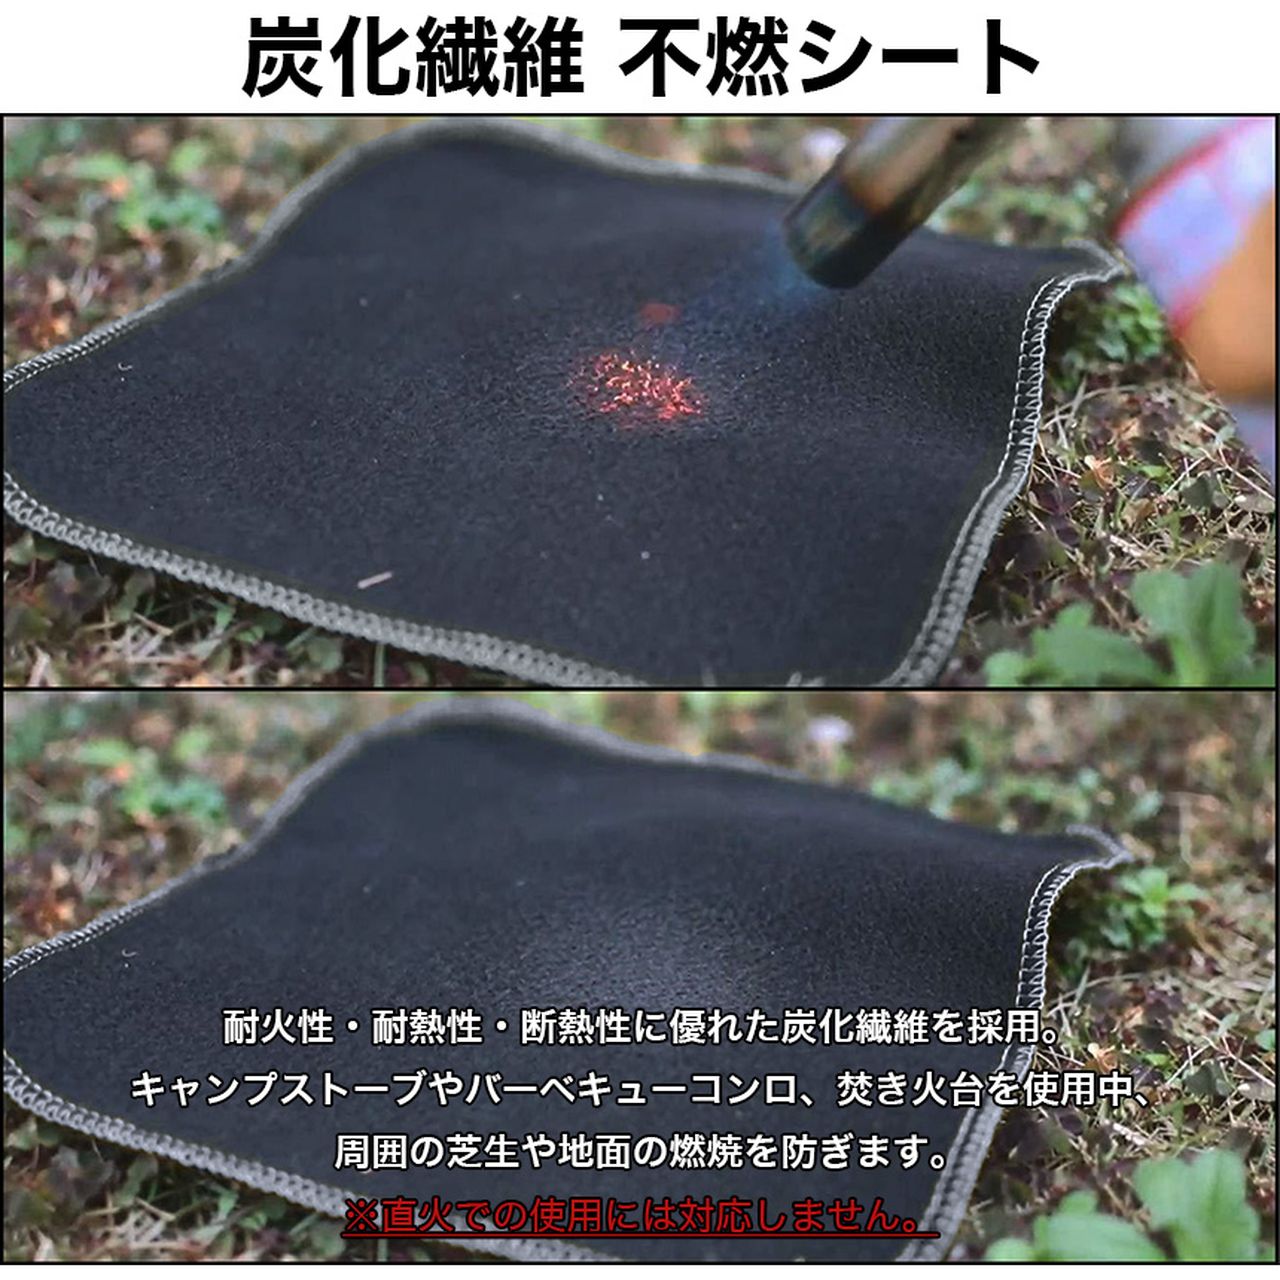 炭化繊維 不燃シート
耐火性・耐熱性・断熱性に優れた炭化繊維を採用。
キャンプストーブやバーベキューコンロ、焚き火台を使用中、
周囲の芝生や地面の燃焼を防ぎます。
※直火での使用には対応しません。